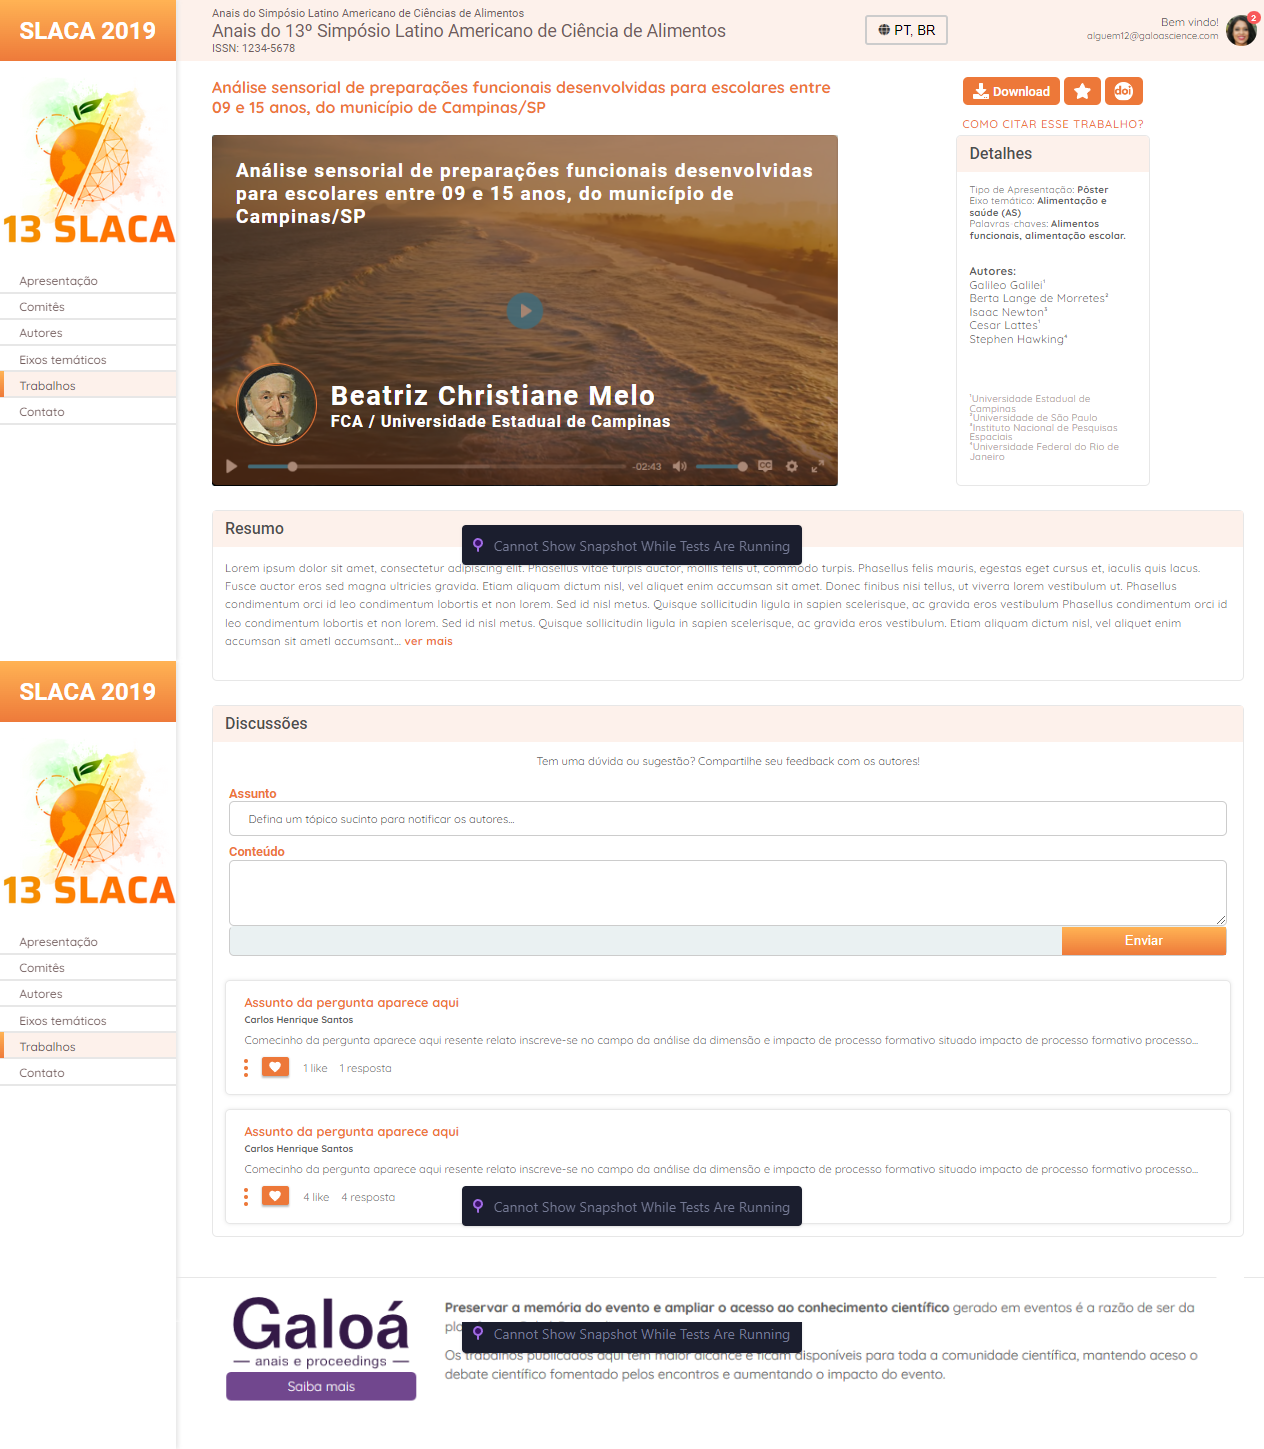 SLACA 2019
Anais do Simpósio Latino Americano de Ciências de Alimentos
Anais do 13º Simpósio Latino Americano de Ciência de Alimentos
ISSN: 1234-5678
PT, BR
Bem vindo!
alguem12@galoascience.com
2
13 SLACA
Apresentação
Comitês
Autores
Eixos temáticos
Trabalhos
Contato
Análise sensorial de preparações funcionais desenvolvidas para escolares entre
09 e 15 anos, do município de Campinas/SP
Análise sensorial de preparações funcionais desenvolvidas
para escolares entre 09 e 15 anos, do município de
Campinas/SP
Beatriz Christiane Melo
FCA / Universidade Estadual de Campinas
-02:43
CC
Download
doi
COMO CITAR ESSE TRABALHO?
Detalhes
Tipo de Apresentação: Pôster
Eixo temático: Alimentação e
saúde (AS)
Palavras chaves: Alimentos
funcionais, alimentação escolar.
Autores:
Galileo Galilei¹
Berta Lange de Morretes²
Isaac Newton³
Cesar Lattes¹
Stephen Hawking⁴
¹Universidade Estadual de
Campinas
²Universidade de São Paulo
³Instituto Nacional de Pesquisas
Espaciais
⁴Universidade Federal do Rio de
Janeiro
Resumo
Cannot Show Snapshot While Tests Are Running
Lorem ipsum dolor sit amet, consectetur adipiscing elit. Phasellus vitae turpis auctor, mollis felis ut, commodo turpis. Phasellus felis mauris, egestas eget cursus et, iaculis quis lacus.
Fusce auctor eros sed magna ultricies gravida. Etiam aliquam dictum nisl, vel aliquet enim accumsan sit amet. Donec finibus nisi tellus, ut viverra lorem vestibulum ut. Phasellus
condimentum orci id leo condimentum lobortis et non lorem. Sed id nisl metus. Quisque sollicitudin ligula in sapien scelerisque, ac gravida eros vestibulum Phasellus condimentum orci id
leo condimentum lobortis et non lorem. Sed id nisl metus. Quisque sollicitudin ligula in sapien scelerisque, ac gravida eros vestibulum. Etiam aliquam dictum nisl, vel aliquet enim
accumsan sit ametl accumsant... ver mais
SLACA 2019
13 SLACA
Apresentação
Comitês
Autores
Eixos temáticos
Trabalhos
Contato
Discussões
Tem uma dúvida ou sugestão? Compartilhe seu feedback com os autores!
Assunto
Defina um tópico sucinto para notificar os autores...
Conteúdo
Enviar
Assunto da pergunta aparece aqui
Carlos Henrique Santos
Comecinho da pergunta aparece aqui resente relato inscreve-se no campo da análise da dimensão e impacto de processo formativo situado impacto de processo formativo processo...
1 like 1 resposta
Assunto da pergunta aparece aqui
Carlos Henrique Santos
Comecinho da pergunta aparece aqui resente relato inscreve-se no campo da análise da dimensão e impacto de processo formativo situado impacto de processo formativo processo...
4 like 4 resposta
Cannot Show Snapshot While Tests Are Running
Galoá
anais e proceedings
Saiba mais
Preservar a memória do evento e ampliar o acesso ao conhecimento científico gerado em eventos é a razão de ser da
Cannot Show Snapshot While Tests Are Running
Os trabalhos publicados aqui tem maior alcance e ficam disponíveis para toda a comunidade científica, mantendo aceso o
debate científico fomentado pelos encontros e aumentando o impacto do evento.